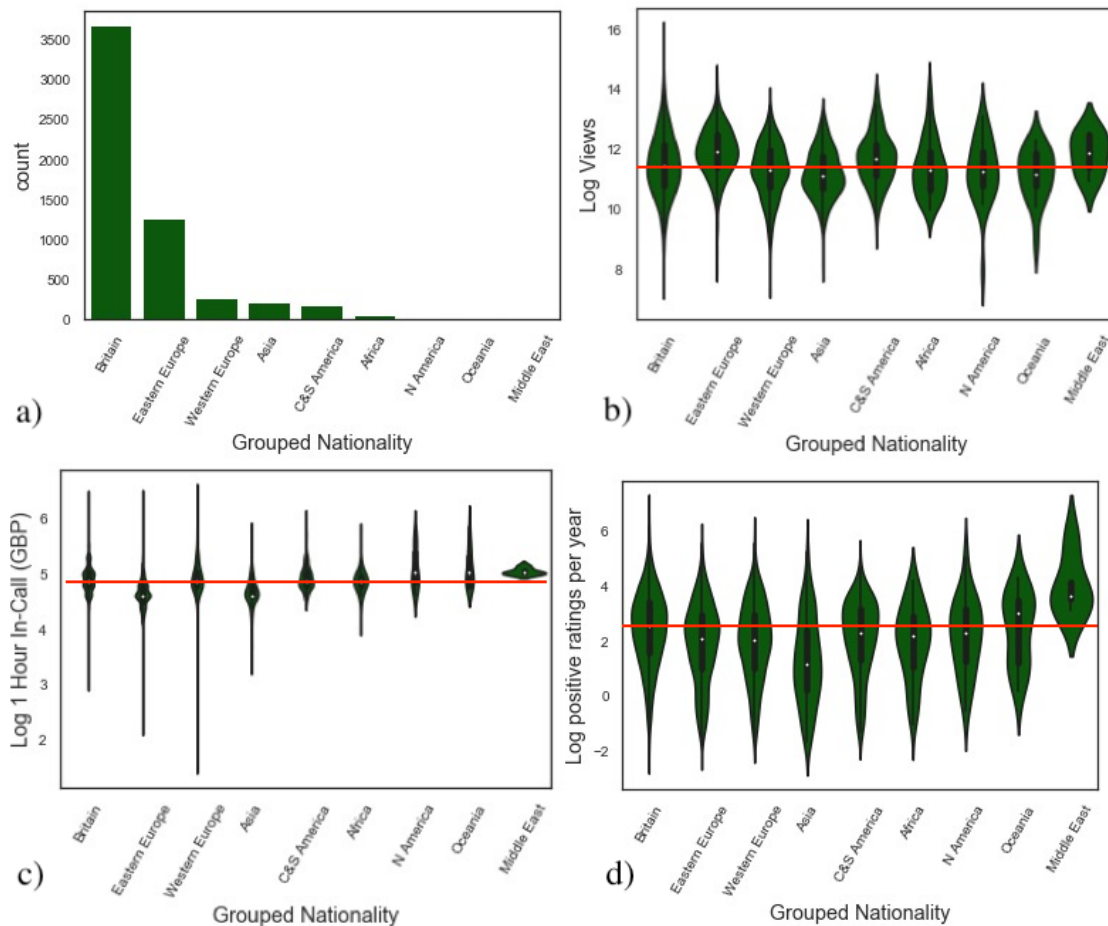 3500
3000
2500
2000
1500
1000
500
0
count
Britain
Eastern Europe
Western Europe
Asia
C&S America
Africa
N America
Oceania
Middle East
Grouped Nationality
a)
16
14
12
10
8
Log Views
Britain
Eastern Europe
Western Europe
Asia
C&S America
Africa
N America
Oceania
Middle East
Grouped Nationality
b)
6
5
4
3
2
Log 1 Hour In-Call (GBP)
Britain
Eastern Europe
Western Europe
Asia
C&S America
Africa
N America
Oceania
Middle East
Grouped Nationality
c)
6
4
2
0
−2
Log positive ratings per year
Britain
Eastern Europe
Western Europe
Asia
C&S America
Africa
N America
Oceania
Middle East
Grouped Nationality
d)